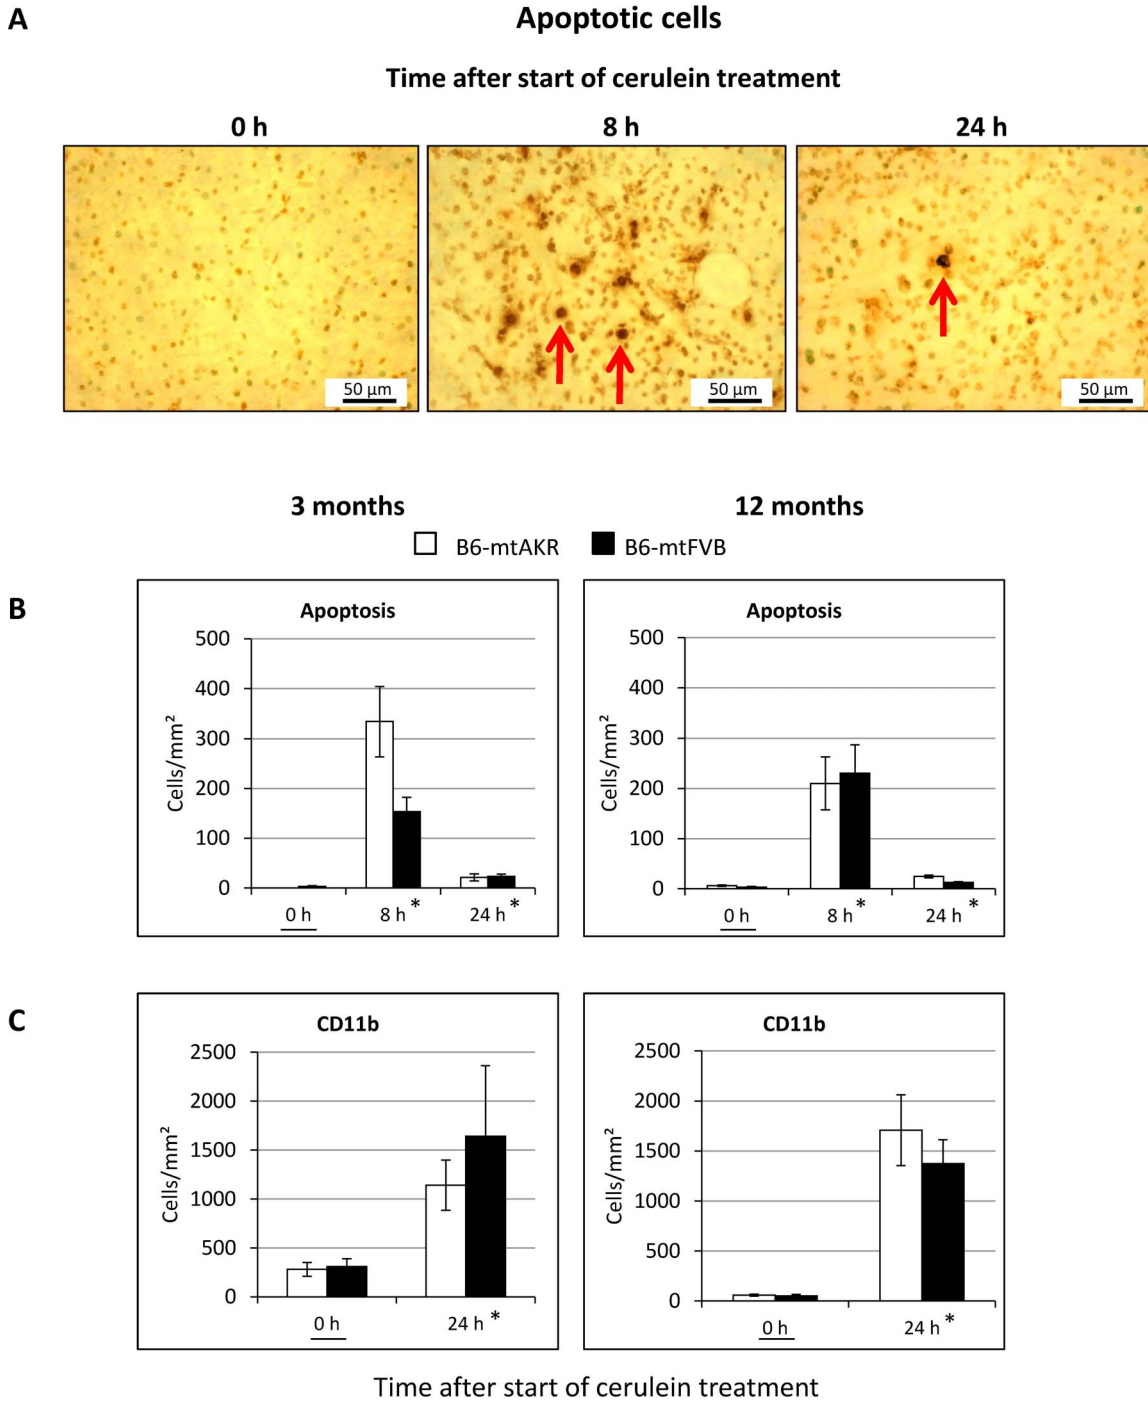 A
Apoptotic cells
Time after start of cerulein treatment
0 h
8 h
24 h
50 µm
50 µm
50 µm
3 months
12 months
B6-mtAKR
B6-mtFVB
B
Apoptosis
500
400
300
200
100
0
Cells/mm²
0 h
8 h *
24 h *
Apoptosis
500
400
300
200
100
0
Cells/mm²
0 h
8 h *
24 h *
C
CD11b
2500
2000
1500
1000
500
0
Cells/mm²
0 h
24 h *
CD11b
2500
2000
1500
1000
500
0
Cells/mm²
0 h
24 h *
Time after start of cerulein treatment